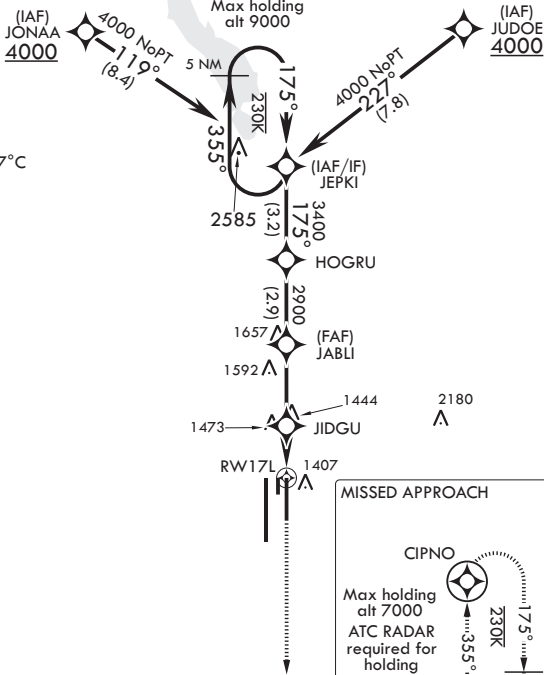 (IAF)
JONAA
4000
4000 NoPT
119°
(8.4)
Max holding
alt 9000
5 NM
175°
230K
355°
(IAF)
JUDOE
4000
4000 NoPT
227°
(7.8)
7°C
2585
(IAF/IF)
JEPKI
3400
175°
(3.2)
HOGRU
2900
(2.9)
1657
(FAF)
JABLI
1592
1444
2180
1473
JIDGU
RW17L
1407
MISSED APPROACH
CIPNO
Max holding
alt 7000
ATC RADAR
required for
holding
230K
175°
355°